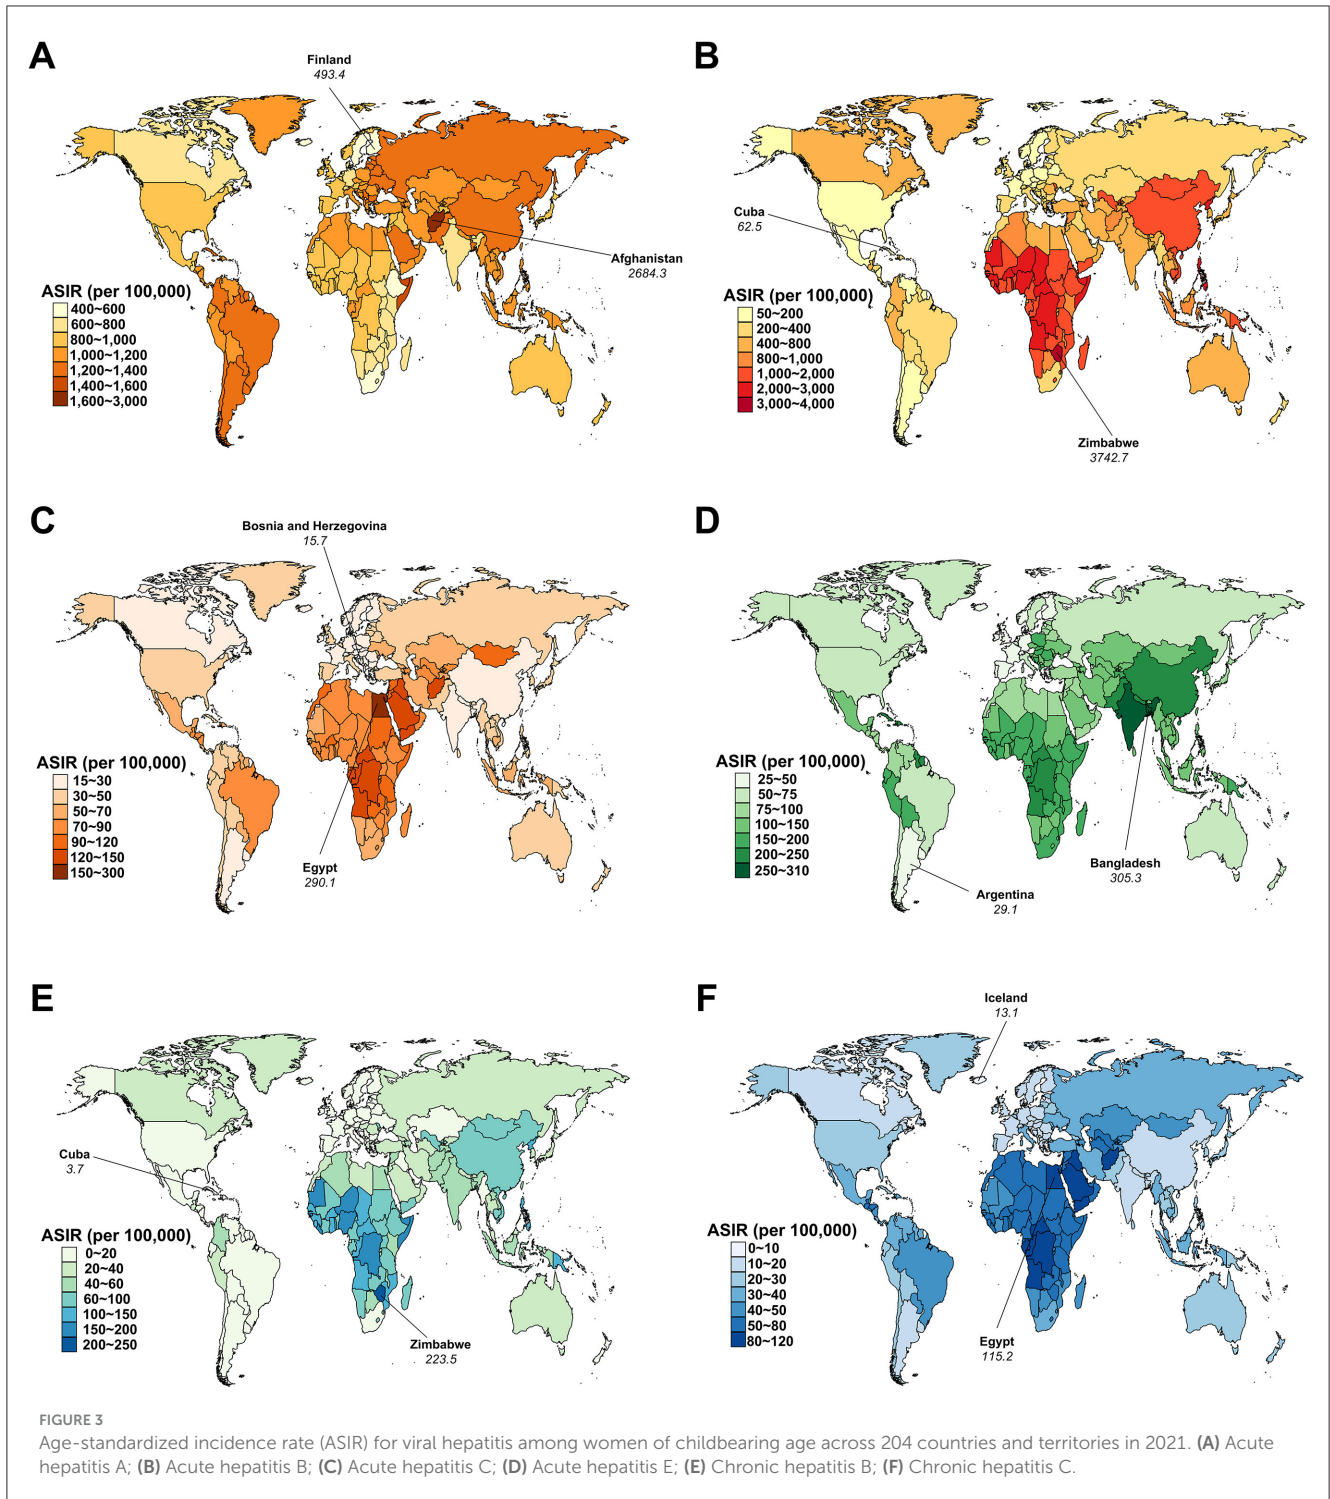 A
Finland
493.4
Afghanistan
2684.3
ASIR (per 100,000)
400~600
600~800
800~1,000
1,000~1,200
1,200~1,400
1,400~1,600
1,600~3,000
B
Cuba
62.5
ASIR (per 100,000)
50~200
200~400
400~800
800~1,000
1,000~2,000
2,000~3,000
3,000~4,000
Zimbabwe
3742.7
C
Bosnia and Herzegovina
15.7
ASIR (per 100,000)
15~30
30~50
50~70
70~90
90~120
120~150
150~300
Egypt
290.1
D
ASIR (per 100,000)
25~50
50~75
75~100
100~150
150~200
200~250
250~310
Bangladesh
305.3
Argentina
29.1
E
Cuba
3.7
ASIR (per 100,000)
0~20
20~40
40~60
60~100
100~150
150~200
200~250
Zimbabwe
223.5
F
Iceland
13.1
ASIR (per 100,000)
0~10
10~20
20~30
30~40
40~50
50~80
80~120
Egypt
115.2
FIGURE 3
Age-standardized incidence rate (ASIR) for viral hepatitis among women of childbearing age across 204 countries and territories in 2021. (A) Acute
hepatitis A; (B) Acute hepatitis B; (C) Acute hepatitis C; (D) Acute hepatitis E; (E) Chronic hepatitis B; (F) Chronic hepatitis C.